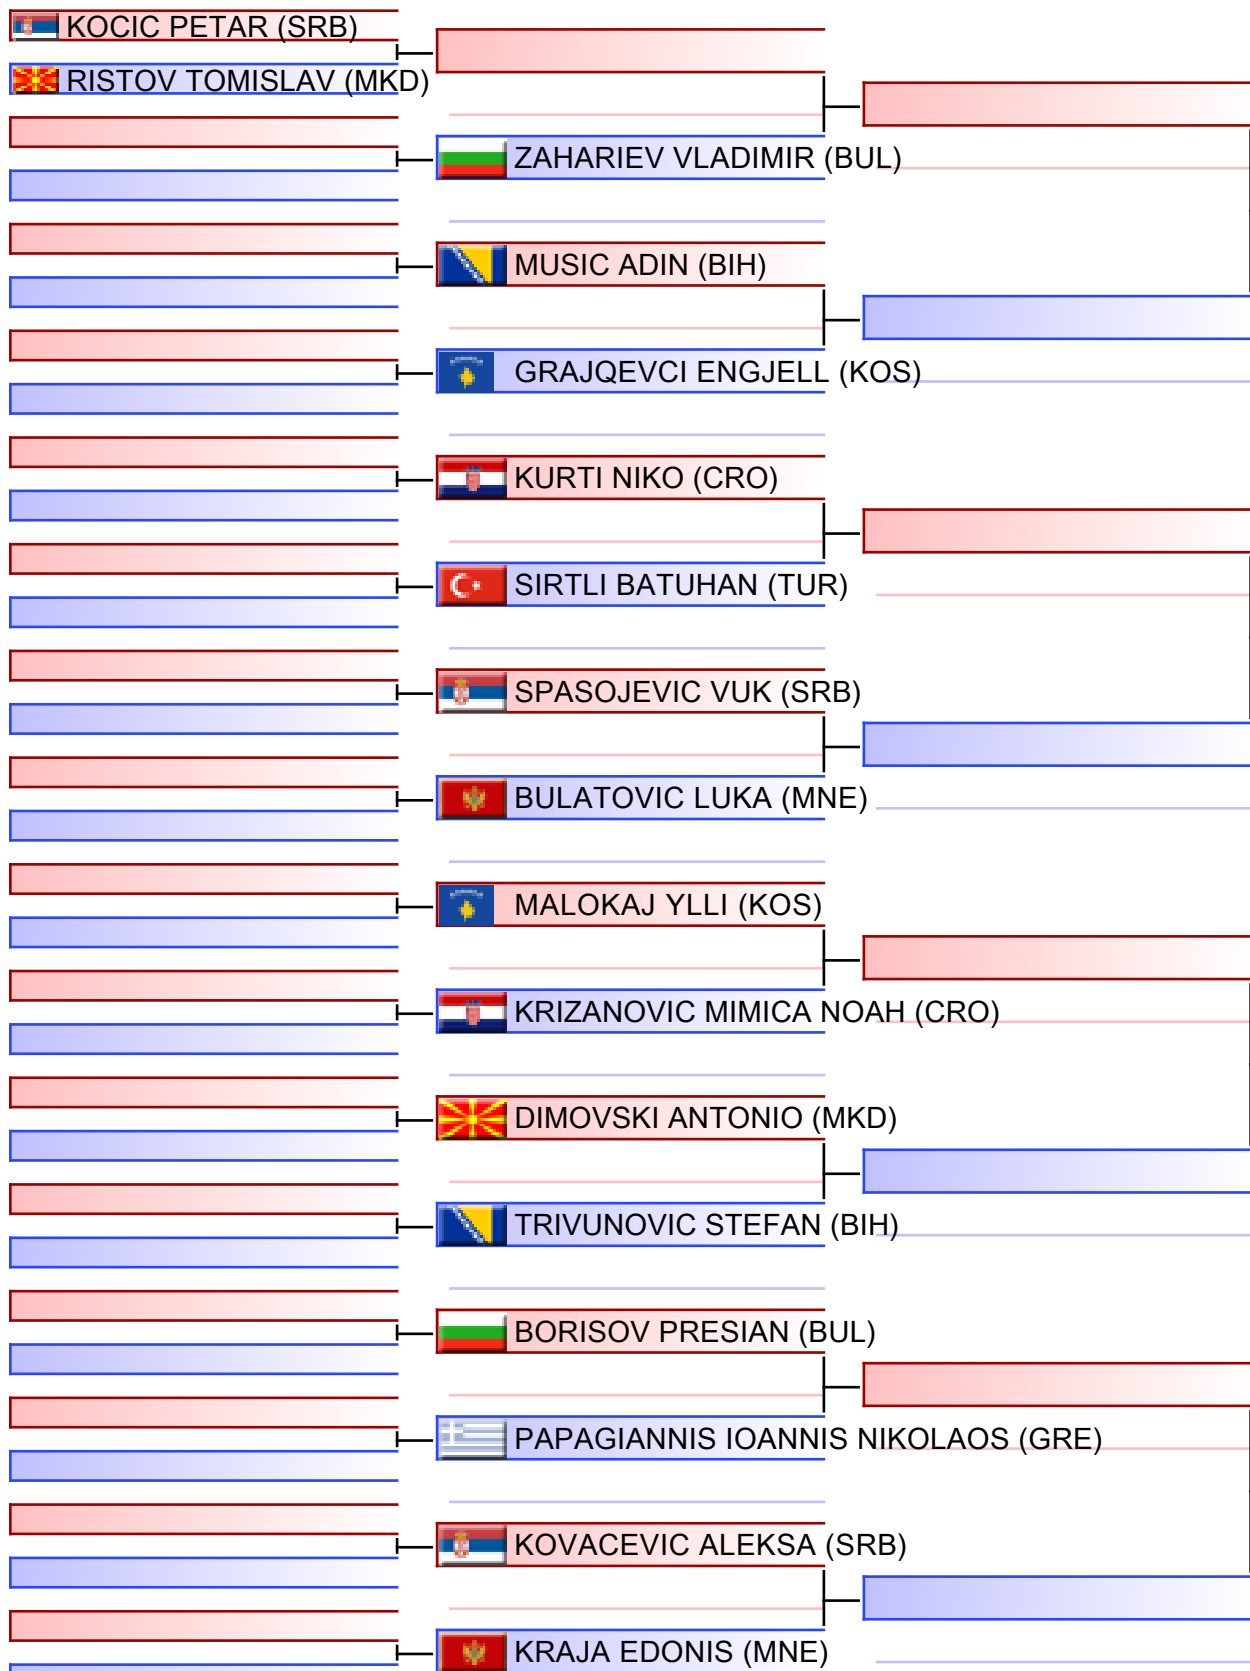 KOCIC PETAR (SRB)
RISTOV TOMISLAV (MKD)
ZAHARIEV VLADIMIR (BUL)
MUSIC ADIN (BIH)
GRAJQEVCI ENGJELL (KOS)
KURTI NIKO (CRO)
SIRTLI BATUHAN (TUR)
SPASOJEVIC VUK (SRB)
BULATOVIC LUKA (MNE)
MALOKAJ YLLI (KOS)
KRIZANOVIC MIMICA NOAH (CRO)
DIMOVSKI ANTONIO (MKD)
TRIVUNOVIC STEFAN (BIH)
BORISOV PRESIAN (BUL)
PAPAGIANNIS IOANNIS NIKOLAOS (GRE)
KOVACEVIC ALEKSA (SRB)
KRAJA EDONIS (MNE)